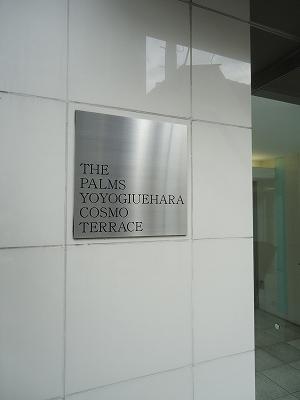 THE
PALMS
YOYOGIUEHARA
COSMO
TERRACE